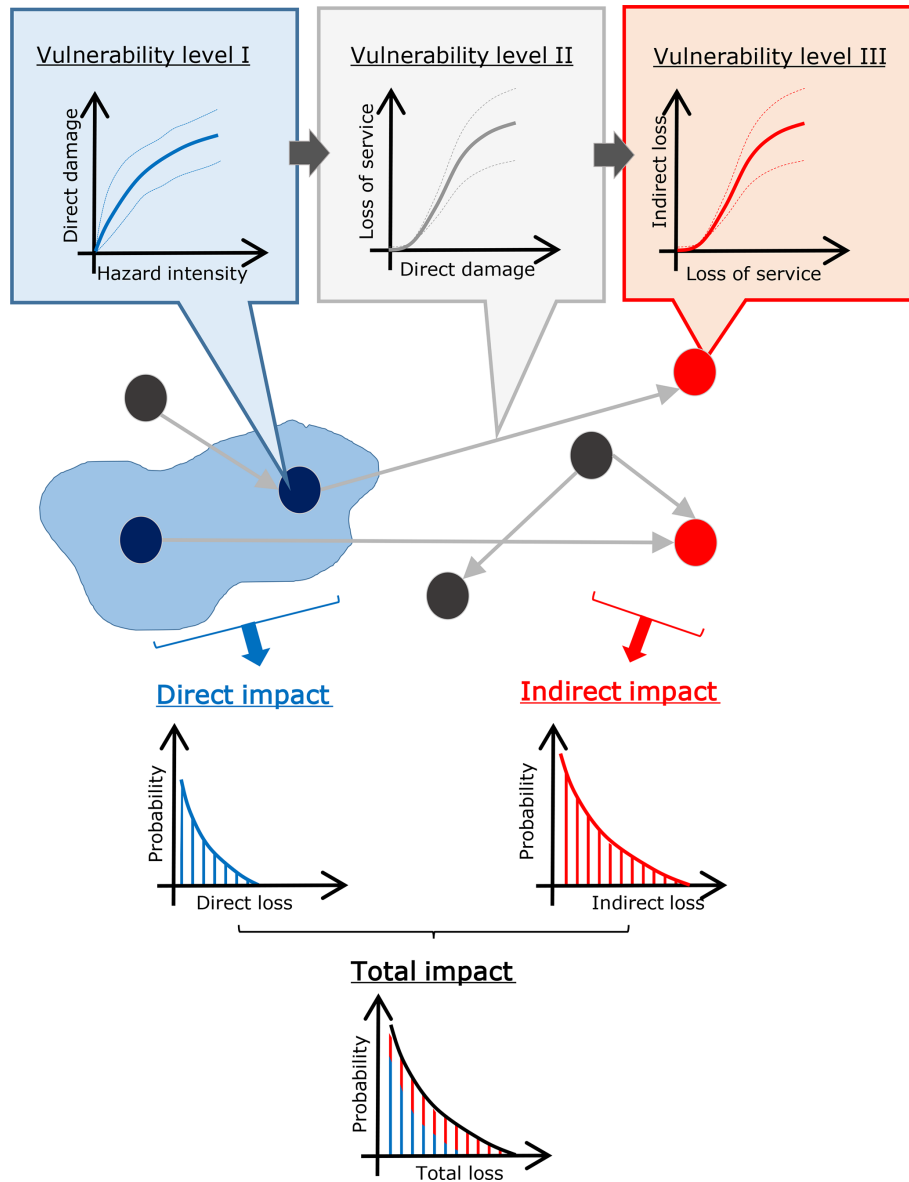 Vulnerability level I
Direct damage
Hazard intensity
Vulnerability level II
Loss of service
Direct damage
Vulnerability level III
Indirect loss
Loss of service
Direct impact
Probability
Direct loss
Indirect impact
Probability
Indirect loss
Total impact
Probability
Total loss